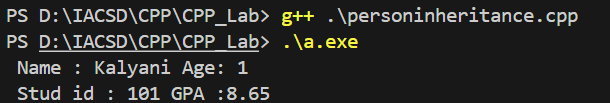 PS D:\IACSD\CPP\CPP_Lab> g++ .\personinheritance.cpp
PS D:\IACSD\CPP\CPP_Lab> .\a.exe
 Name : Kalyani Age: 1
 Stud id : 101 GPA :8.65